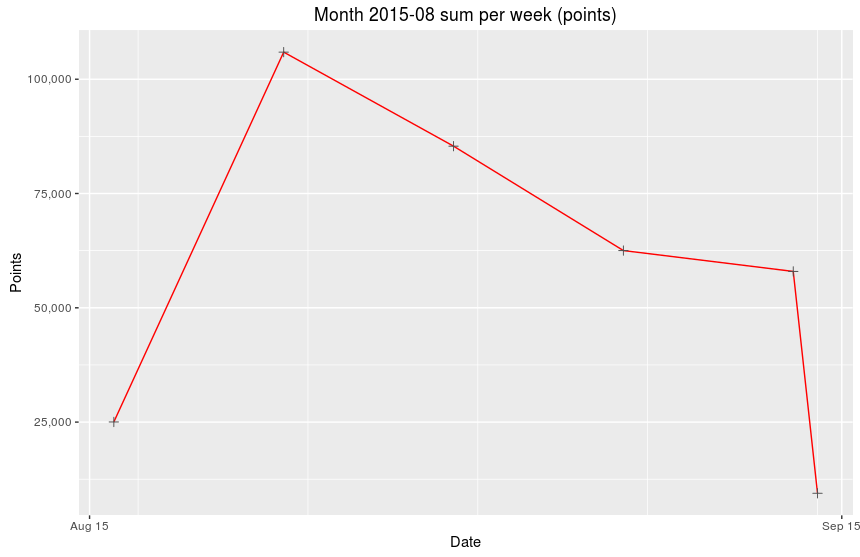 Month 2015-08 sum per week (points)
100,000
75,000
50,000
25,000
Points
Aug 15
Sep 15
Date